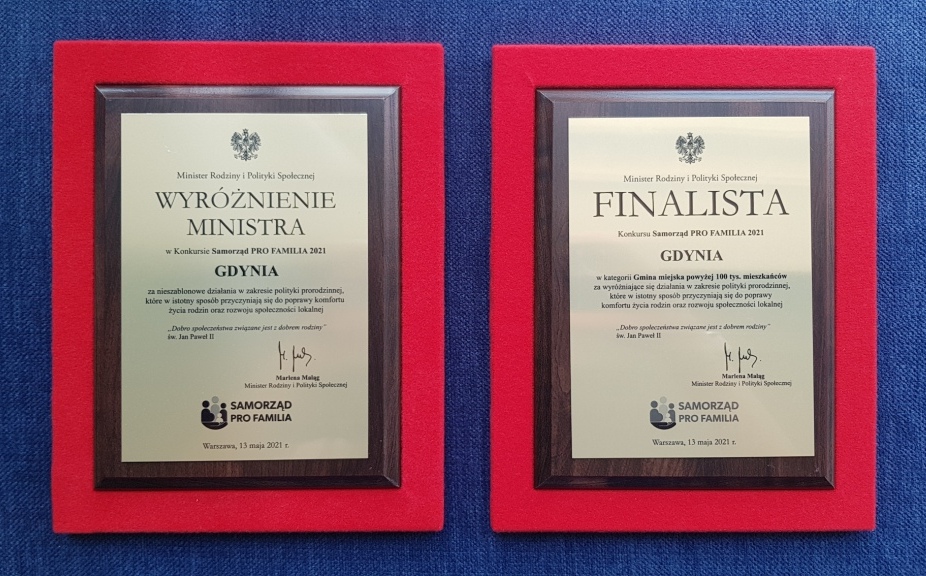 Minister Rodziny i Polityki Społecznej
WYRÓŻNIENIE
MINISTRA
w Konkursie Samorząd PRO FAMILIA 2021
GDYNIA
za nieszablonowe działania w zakresie polityki prorodzinnej,
które w istotny sposób przyczyniają się do poprawy komfortu
życia rodzin oraz rozwoju społeczności lokalnej
„Dobro społeczeństwa związane jest z dobrem rodziny”
św. Jan Paweł II
Marlena Maląg
Minister Rodziny i Polityki Społecznej
SAMORZĄD
PRO FAMILIA
Warszawa, 13 maja 2021 r.
Minister Rodziny i Polityki Społecznej
FINALISTA
Konkursu Samorząd PRO FAMILIA 2021
GDYNIA
w kategorii Gmina miejska powyżej 100 tys. mieszkańców
za wyróżniające się działania w zakresie polityki prorodzinnej,
które w istotny sposób przyczyniają się do poprawy
komfortu życia rodzin oraz rozwoju społeczności lokalnej
„Dobro społeczeństwa związane jest z dobrem rodziny”
św. Jan Paweł II
Marlena Maląg
Minister Rodziny i Polityki Społecznej
SAMORZĄD
PRO FAMILIA
Warszawa, 13 maja 2021 r.